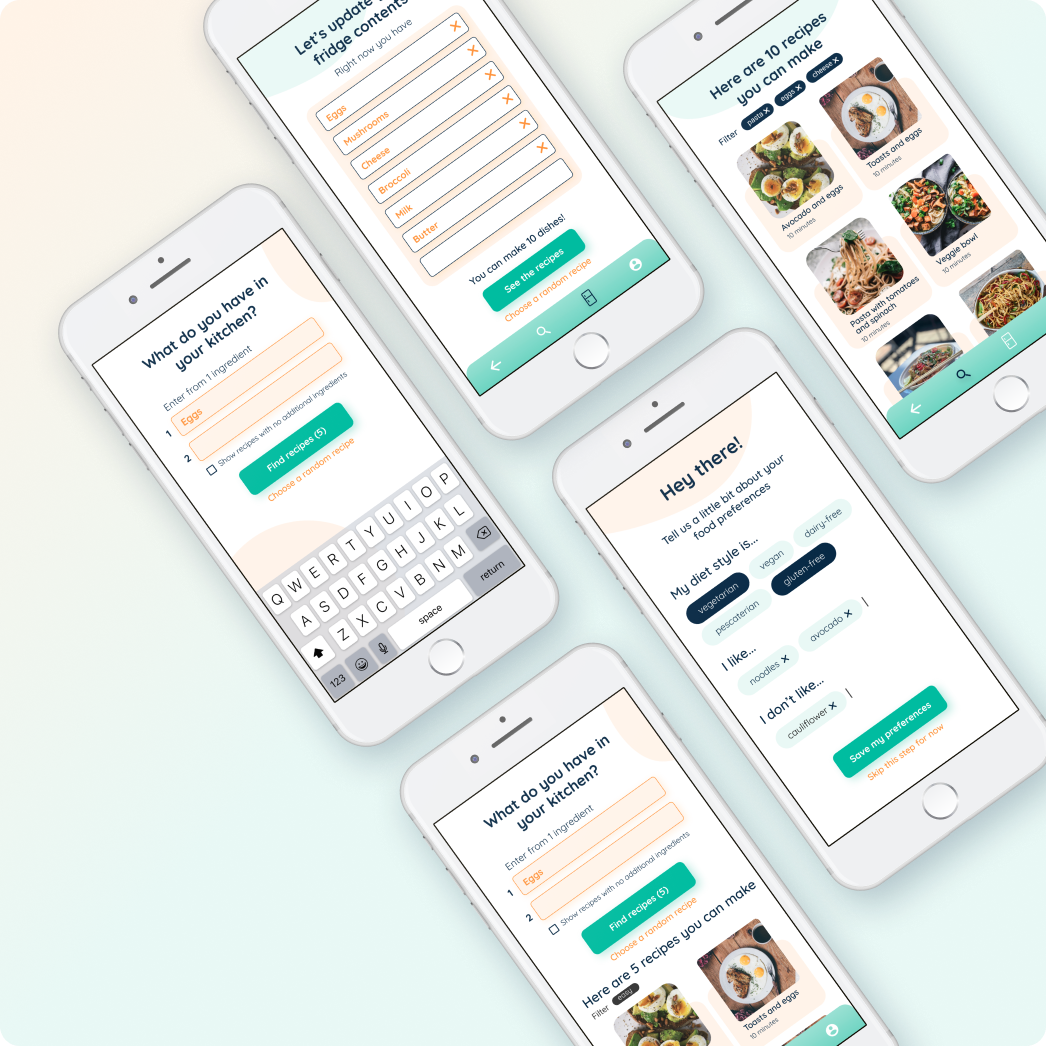 Let's update
fridge contents
Right now you have
Eggs
Mushrooms
Cheese
Broccoli
Milk
Butter
You can make 10 dishes!
See the recipes
Choose a random recipe
Here are 10 recipes
you can make
Filter pasta eggs cheese
Avocado and eggs
10 minutes
Toasts and eggs
10 minutes
Pasta with tomatoes
and spinach
10 minutes
Veggie bowl
10 minutes
What do you have in
your kitchen?
Enter from 1 ingredient
1 Eggs
2
Show recipes with no additional ingredients
Find recipes (5)
Choose a random recipe
Q W E R T Y U I O P
A S D F G H J K L
Z X C V B N M
123 space return
Hey there!
Tell us a little bit about your
food preferences
My diet style is...
vegetarian vegan dairy-free
pescaterian gluten-free
I like...
noodles avocado
I don't like...
cauliflower
Save my preferences
Skip this step for now
What do you have in
your kitchen?
Enter from 1 ingredient
1 Eggs
2
Show recipes with no additional ingredients
Find recipes (5)
Choose a random recipe
Here are 5 recipes you can make
Filter easy
Toasts and eggs
10 minutes